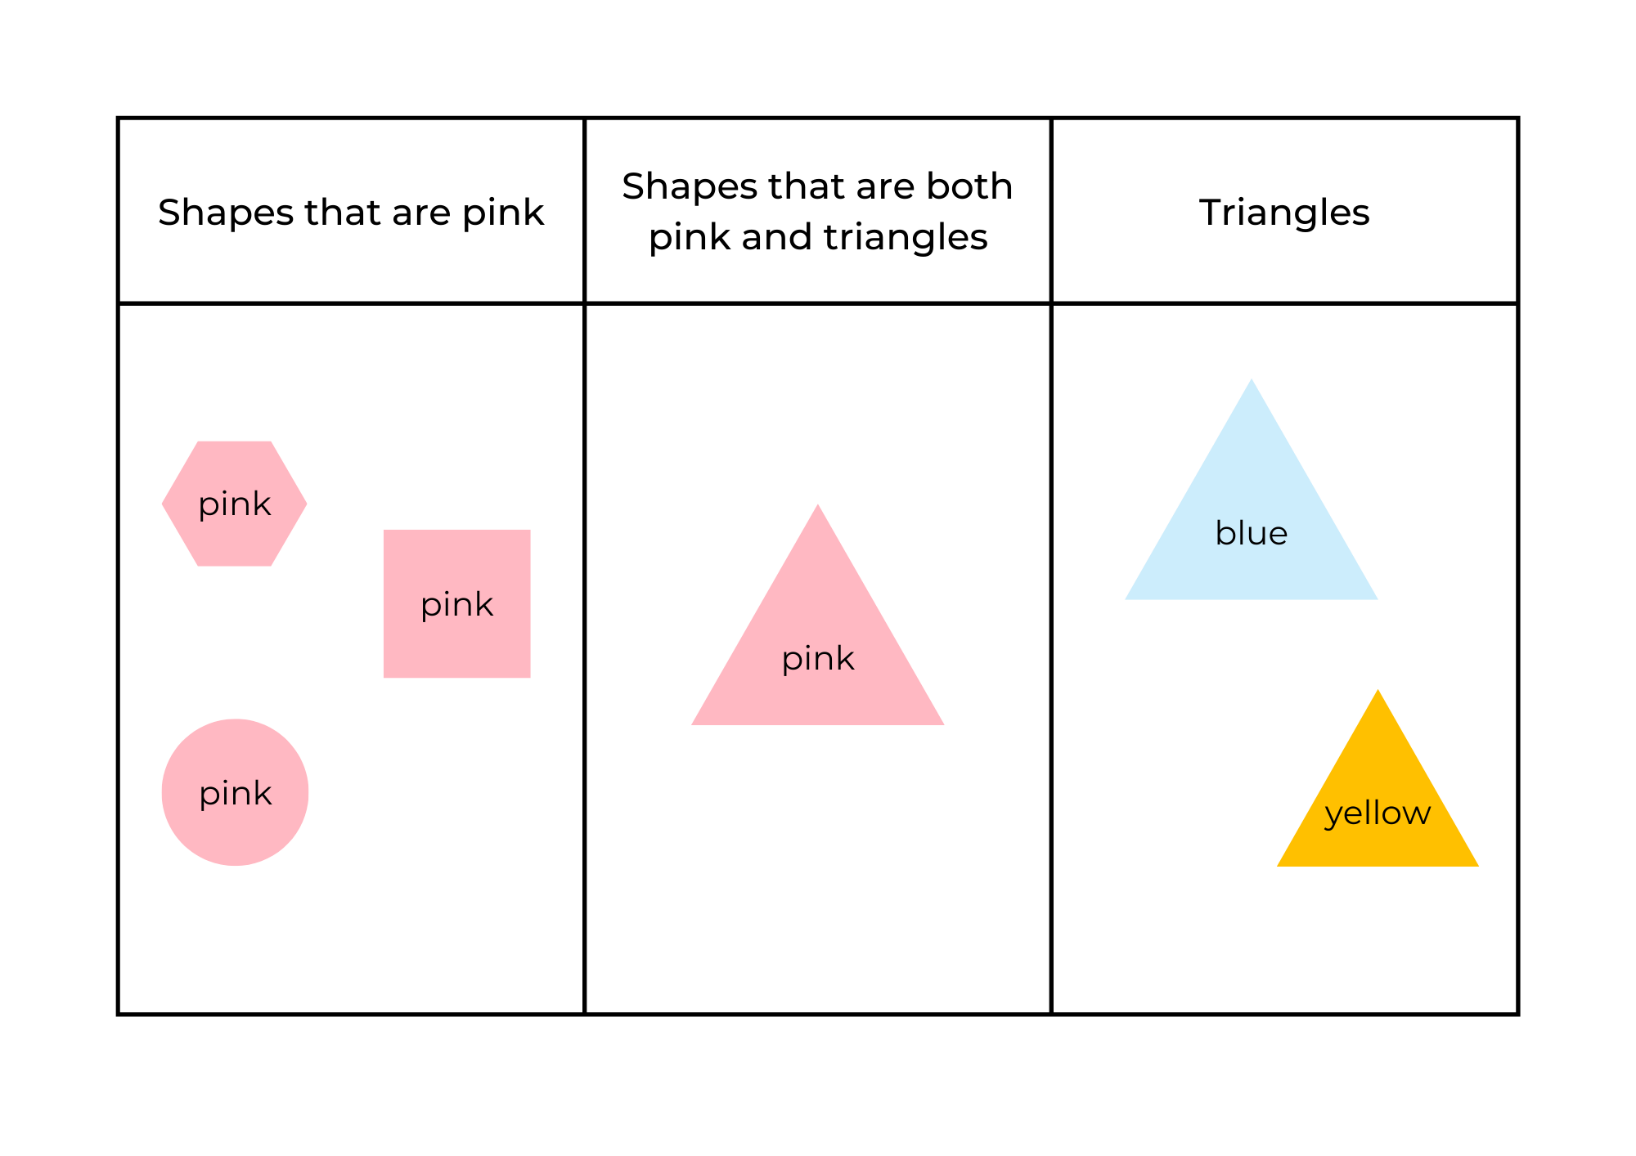 Shapes that are pink
Shapes that are both
pink and triangles
Triangles
pink
pink
pink
pink
blue
yellow